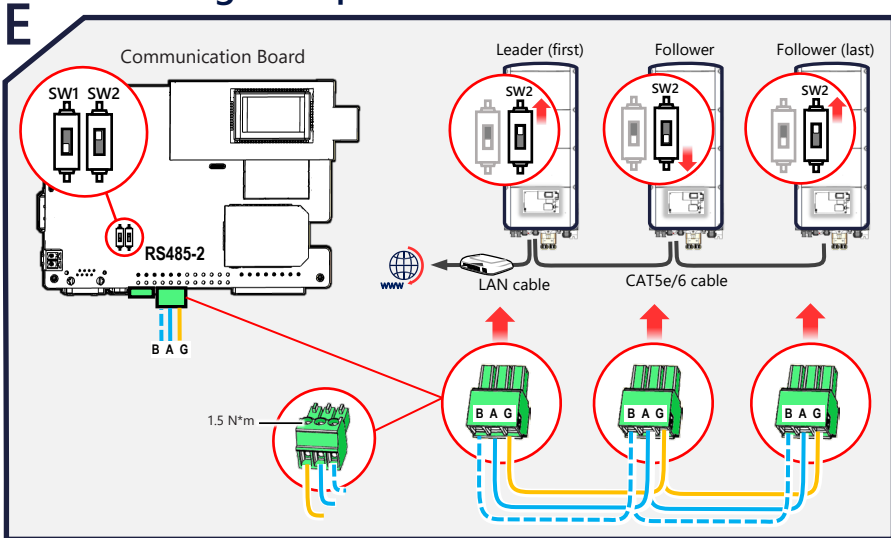 E
Communication Board
SW1 SW2
RS485-2
B A G
Leader (first)
Follower
Follower (last)
SW2
SW2
SW2
www
LAN cable
CAT5e/6 cable
1.5 N*m
B A G
B A G
B A G